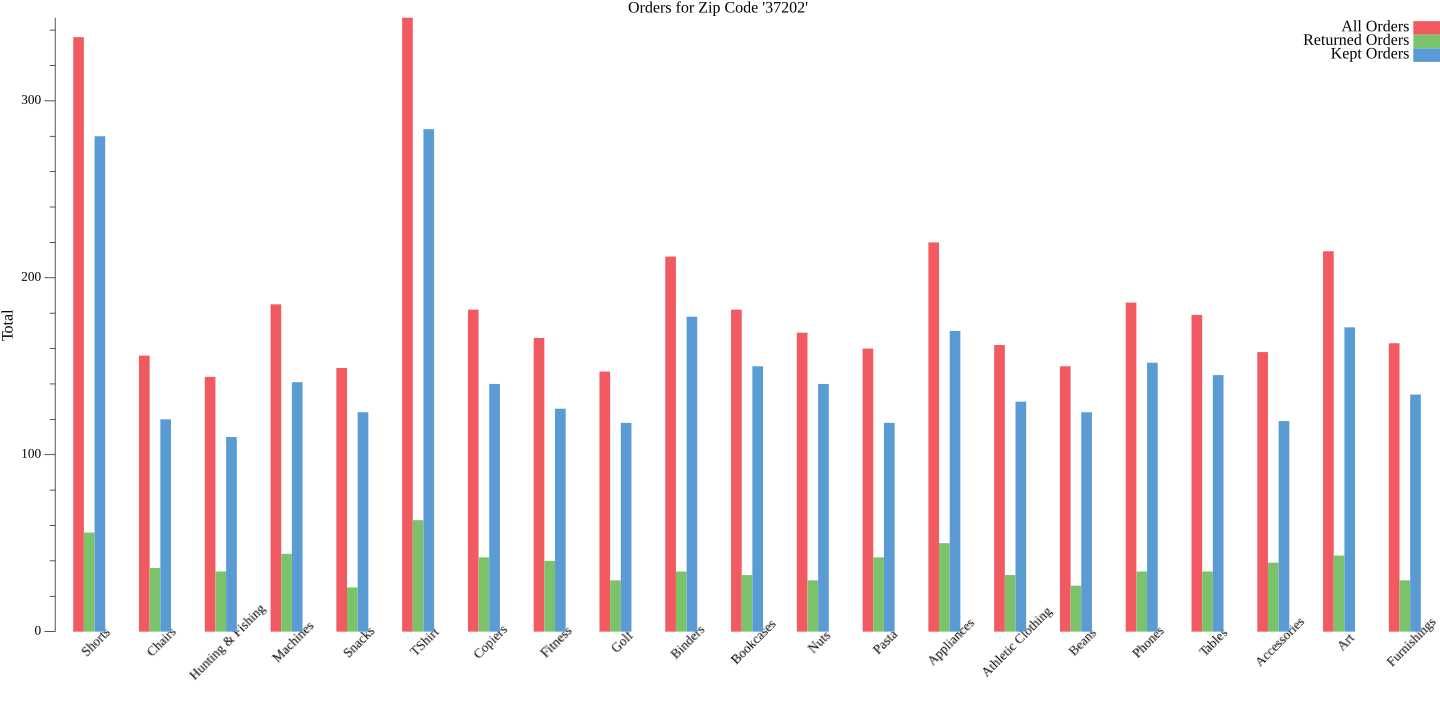 Orders for Zip Code '37202'
All Orders
Returned Orders
Kept Orders
300
200
100
0
Total
Shorts
Chairs
Hunting & Fishing
Machines
Snacks
TShirt
Copiers
Fitness
Golf
Binders
Bookcases
Nuts
Pasta
Appliances
Athletic Clothing
Beans
Phones
Tables
Accessories
Art
Furnishings